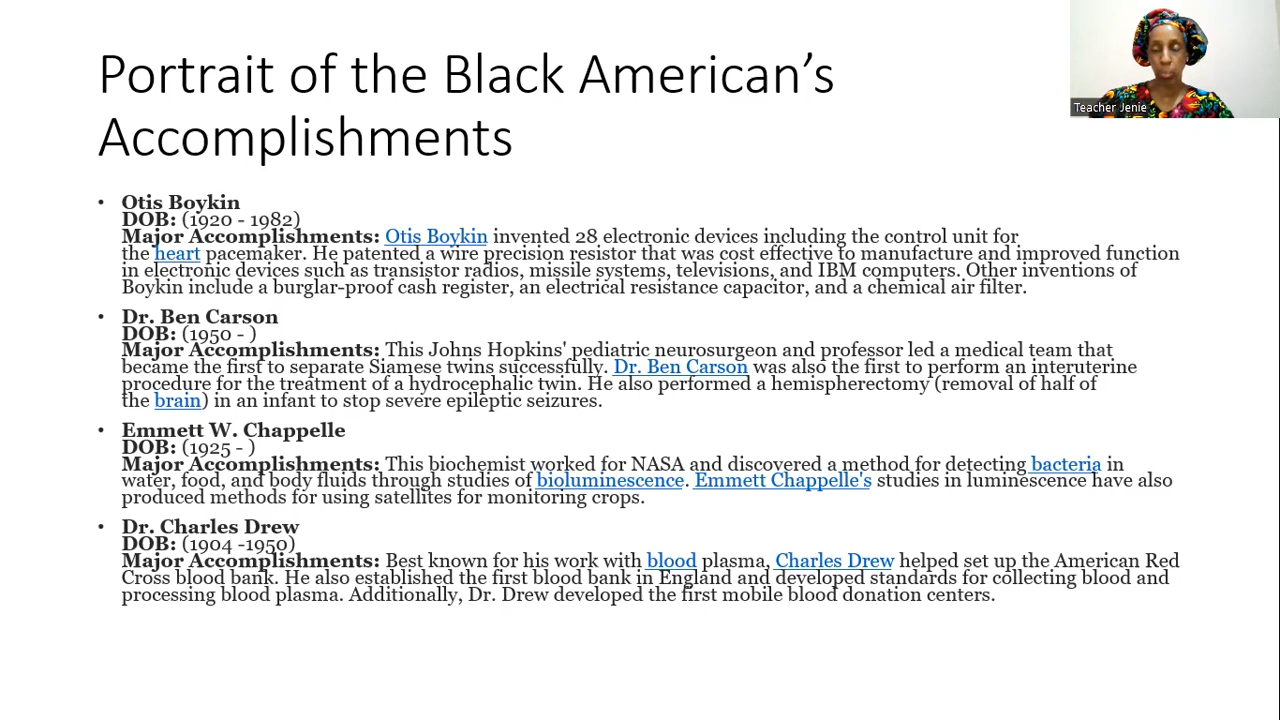 Portrait of the Black American's
Accomplishments
Teacher Jenie
• Otis Boykin
DOB: (1920 - 1982)
Major Accomplishments: Otis Boykin invented 28 electronic devices including the control unit for
the heart pacemaker. He patented a wire precision resistor that was cost effective to manufacture and improved function
in electronic devices such as transistor radios, missile systems, televisions, and IBM computers. Other inventions of
Boykin include a burglar-proof cash register, an electrical resistance capacitor, and a chemical air filter.
• Dr. Ben Carson
DOB: (1950 - )
Major Accomplishments: This Johns Hopkins' pediatric neurosurgeon and professor led a medical team that
became the first to separate Siamese twins successfully. Dr. Ben Carson was also the first to perform an interuterine
procedure for the treatment of a hydrocephalic twin. He also performed a hemispherectomy (removal of half of
the brain) in an infant to stop severe epileptic seizures.
• Emmett W. Chappelle
DOB: (1925 - )
Major Accomplishments: This biochemist worked for NASA and discovered a method for detecting bacteria in
water, food, and body fluids through studies of bioluminescence. Emmett Chappelle's studies in luminescence have also
produced methods for using satellites for monitoring crops.
• Dr. Charles Drew
DOB: (1904 -1950)
Major Accomplishments: Best known for his work with blood plasma, Charles Drew helped set up the American Red
Cross blood bank. He also established the first blood bank in England and developed standards for collecting blood and
processing blood plasma. Additionally, Dr. Drew developed the first mobile blood donation centers.